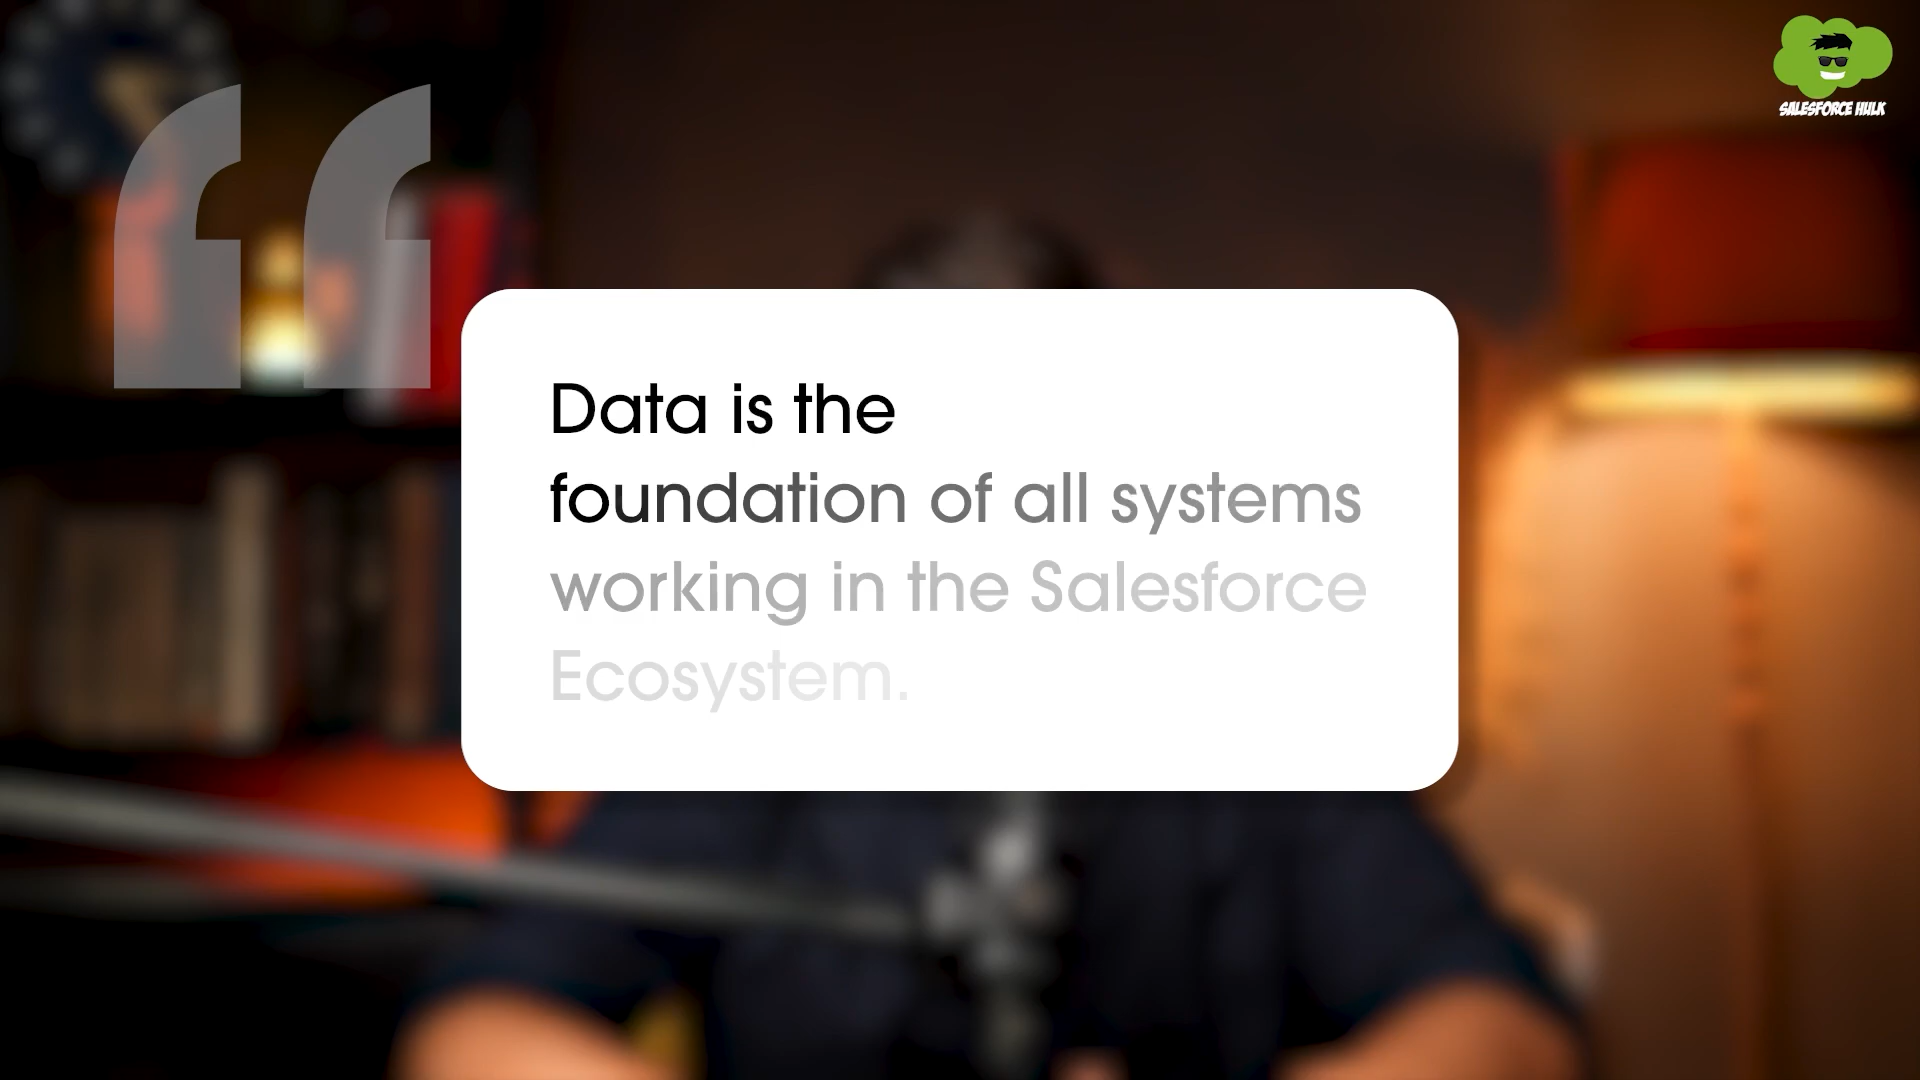 SALESFORCE HULK
“
Data is the
foundation of all systems
working in the Salesforce
Ecosystem.